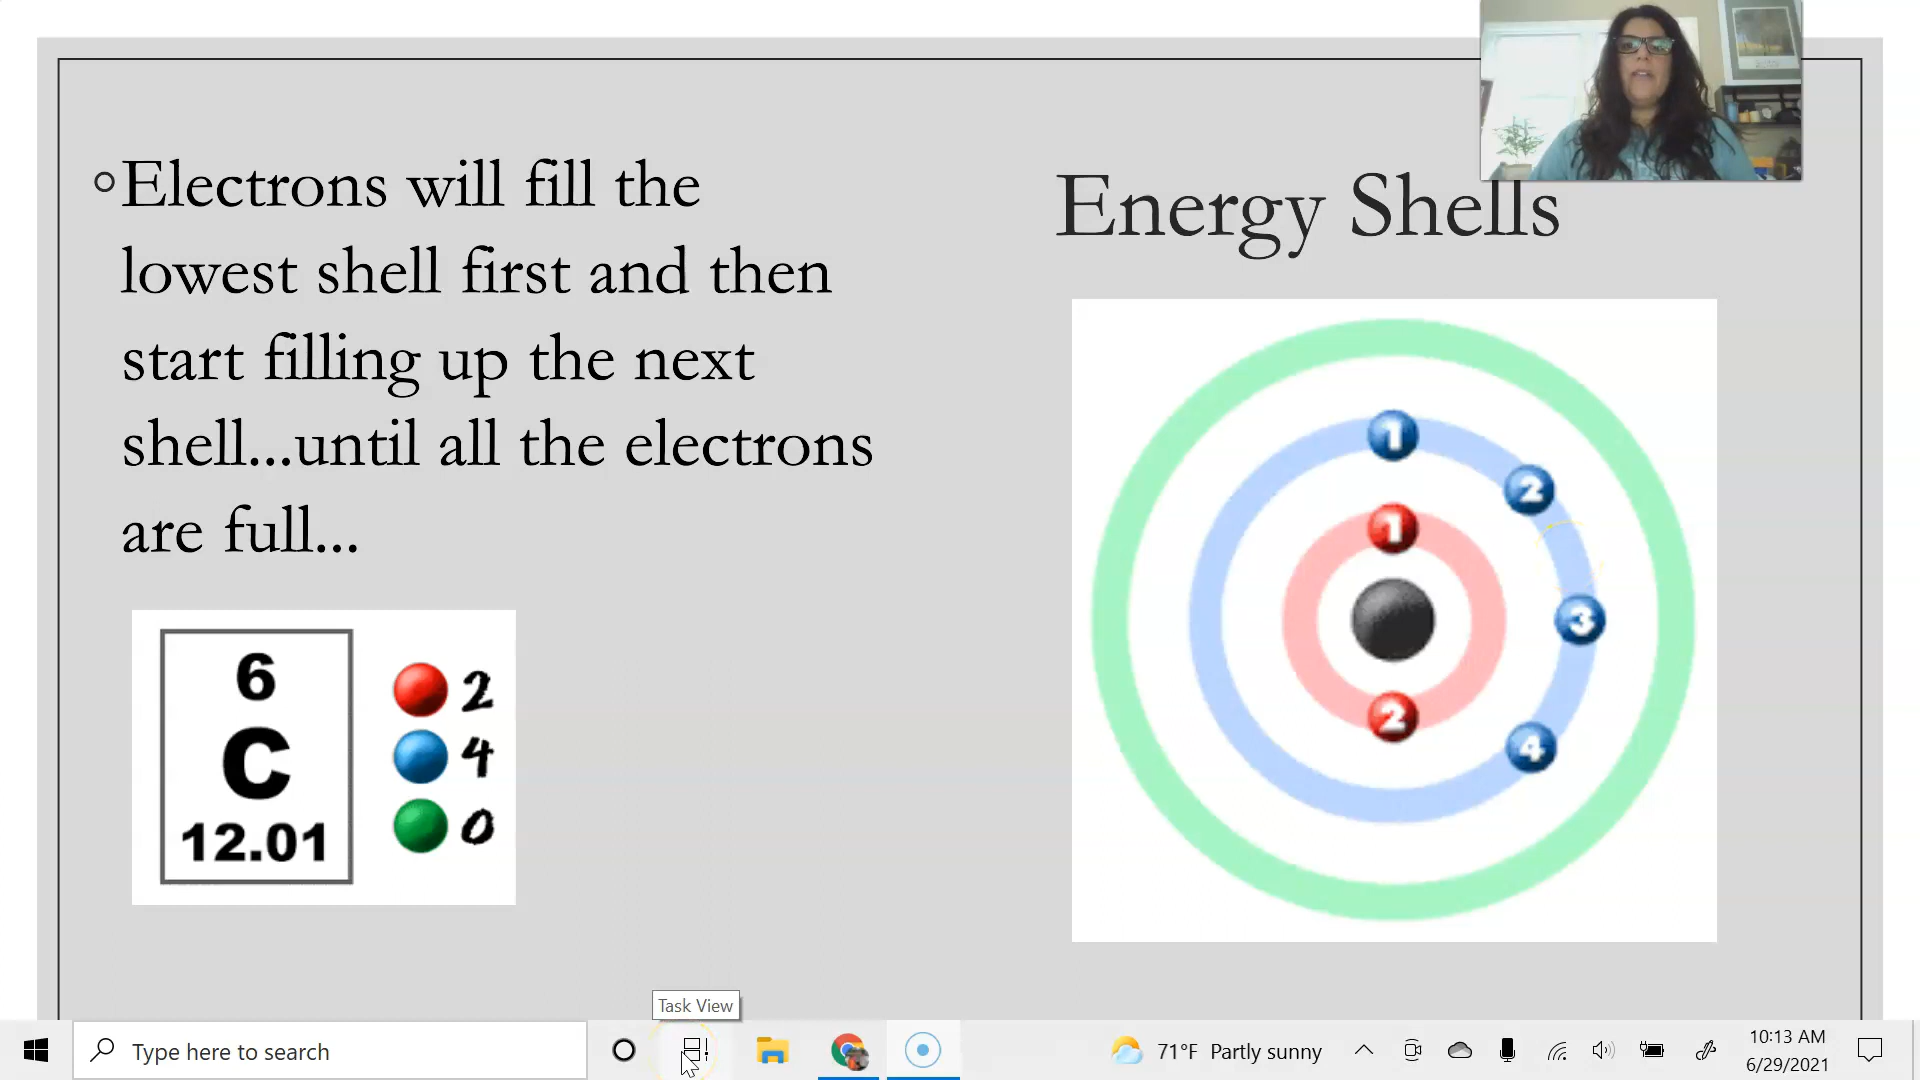 Electrons will fill the
lowest shell first and then
start filling up the next
shell...until all the electrons
are full...
Energy Shells
6
C
12.01
2
4
0
1
2
3
4
1
2
Task View
Type here to search
71°F Partly sunny
10:13 AM
6/29/2021